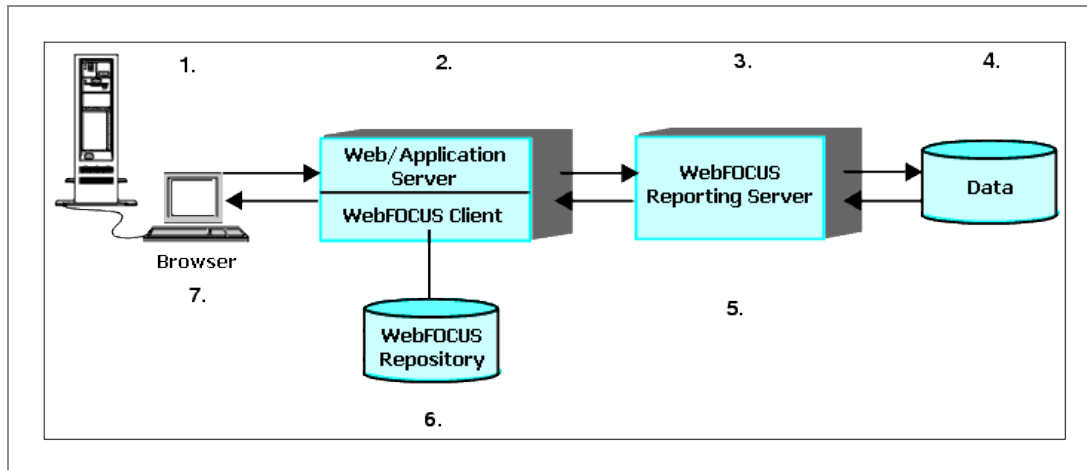 1.
2.
3.
4.
Web/Application
Server
WebFOCUS Client
WebFOCUS
Reporting Server
Data
Browser
7.
5.
WebFOCUS
Repository
6.